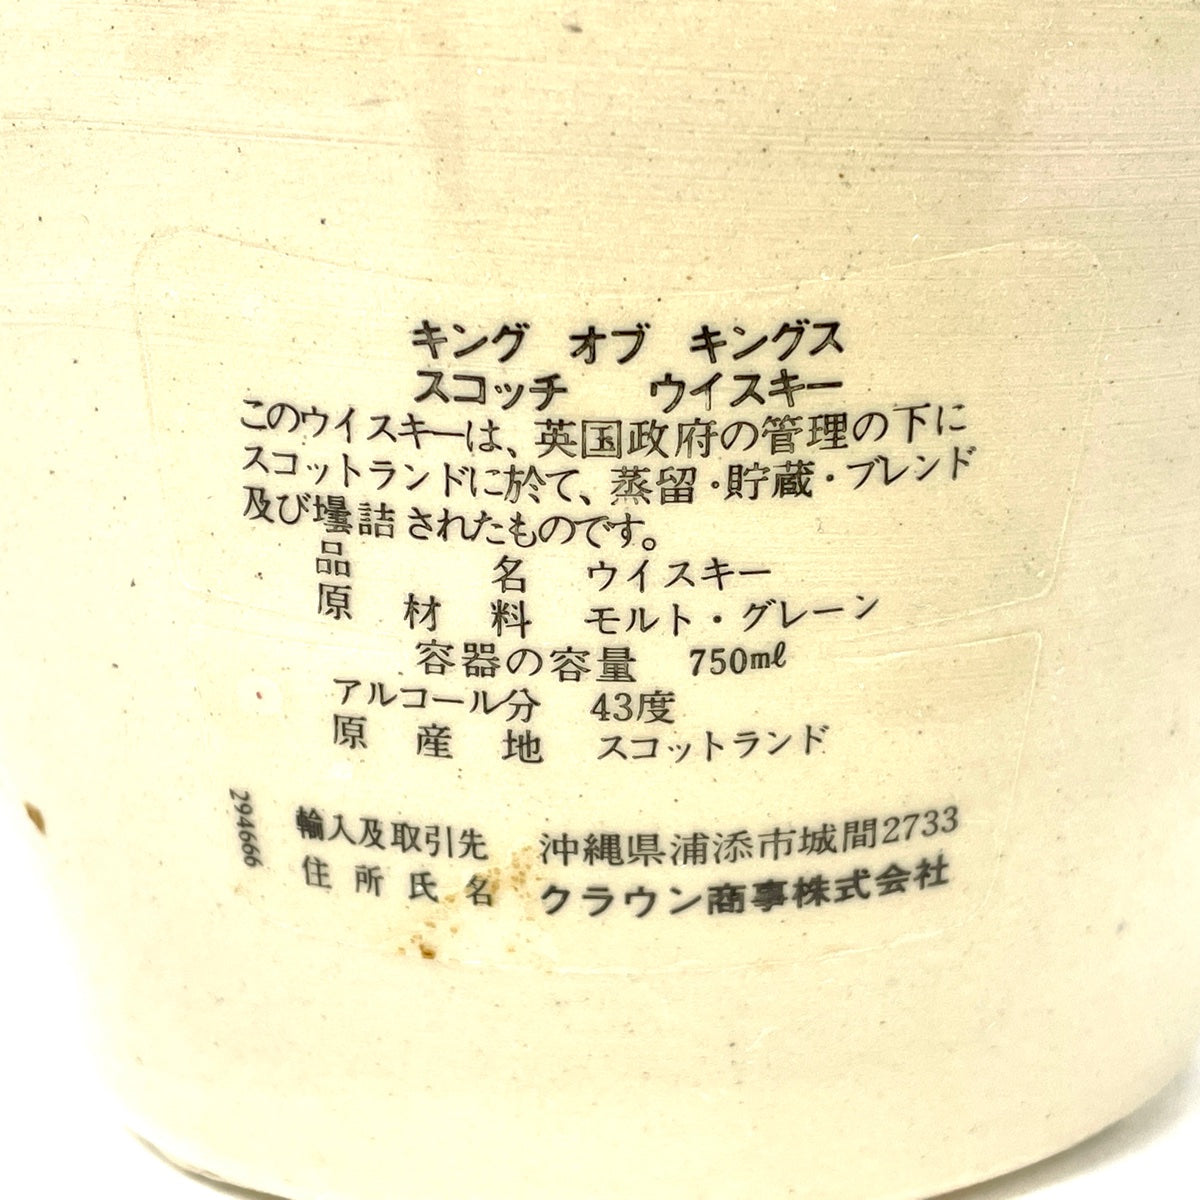 キング オブ キングス
スコッチ ウイスキー
このウイスキーは、英国政府の管理の下に
スコットランドに於て、蒸留・貯蔵・ブレンド
及び壜詰されたものです。
品名 ウイスキー
原材料 モルト・グレーン
容器の容量 750mℓ
アルコール分 43度
原産地 スコットランド
輸入及取引先 沖縄県浦添市城間2733
住所氏名 クラウン商事株式会社
294666